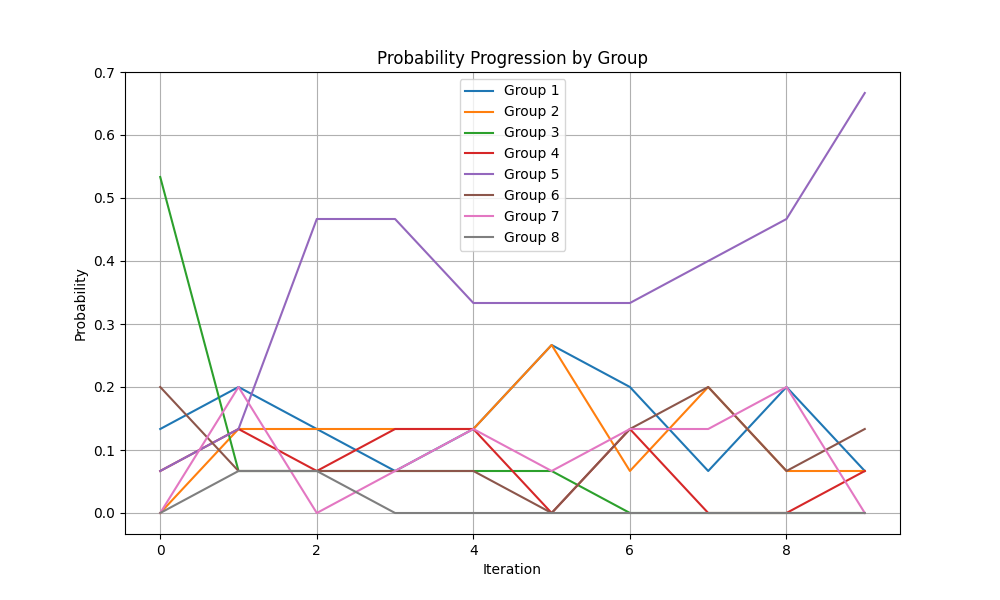 Probability Progression by Group
0.7
0.6
0.5
0.4
0.3
0.2
0.1
0.0
Probability
Group 1
Group 2
Group 3
Group 4
Group 5
Group 6
Group 7
Group 8
0 2 4 6 8
Iteration